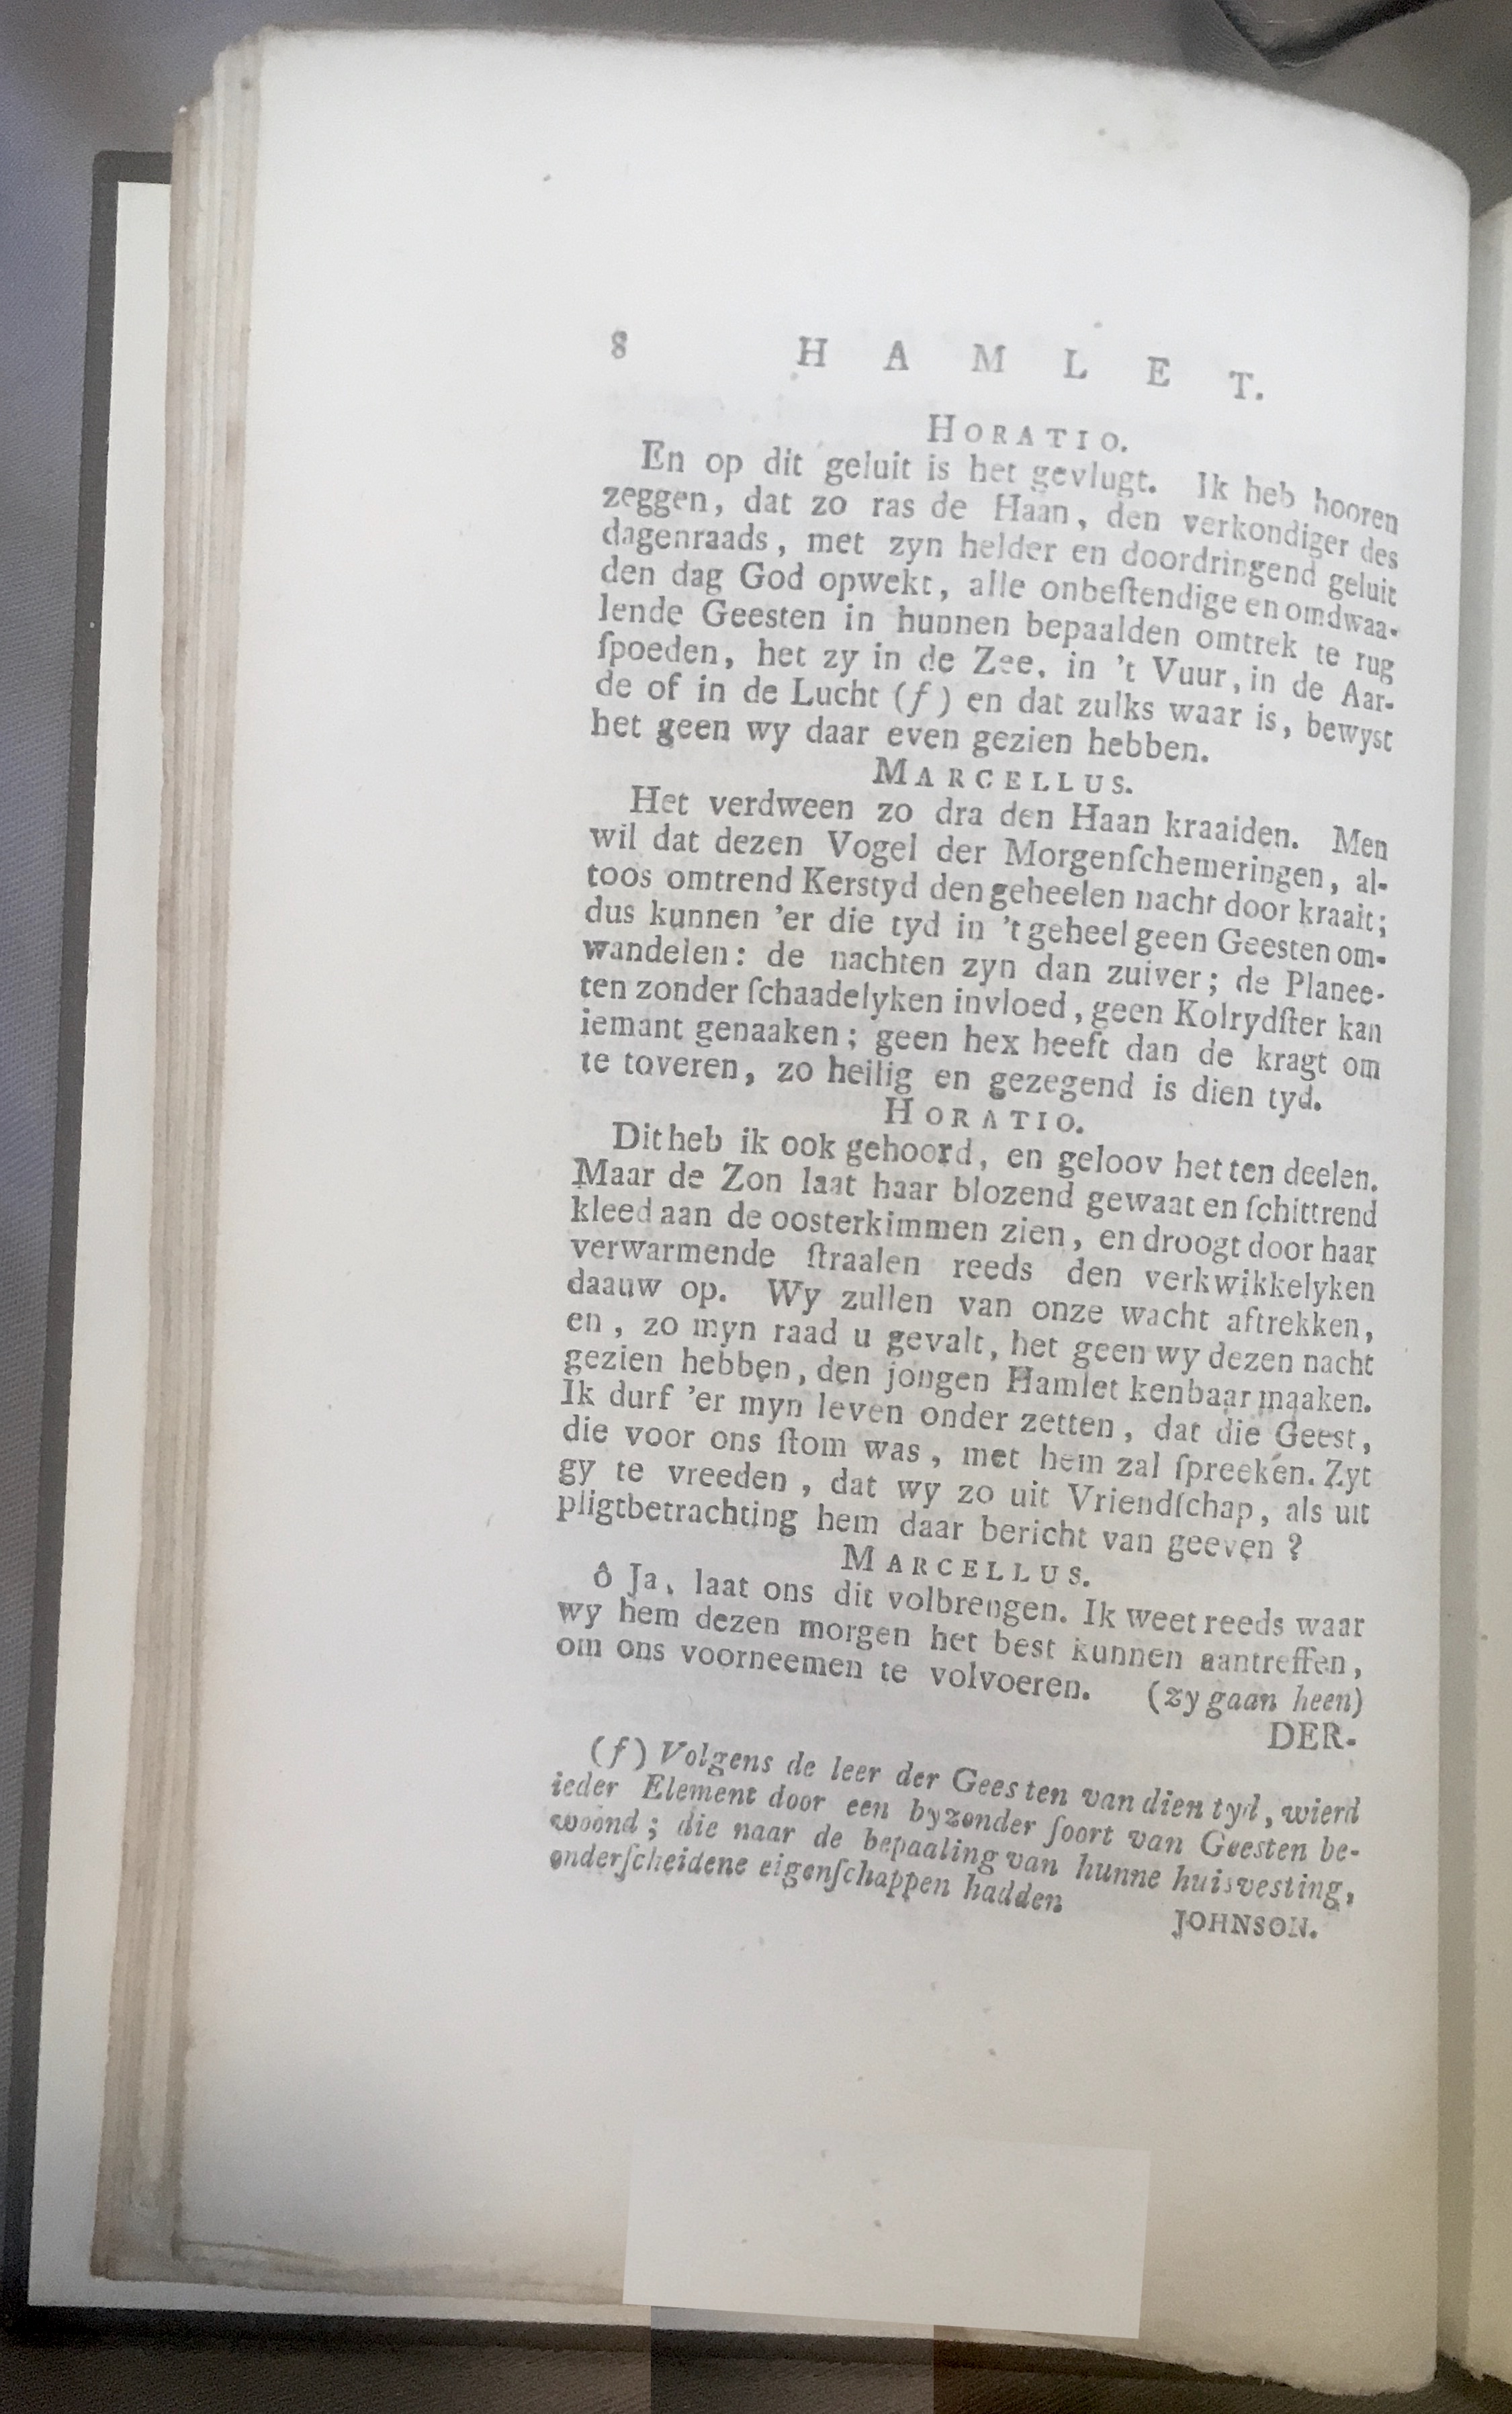 8 HAMLET.
HORATIO.
En op dit geluit is het gevlugt. Ik heb hooren
zeggen, dat zo ras de Haan, den verkondiger des
dagenraads, met zyn helder en doordringend geluit
den dag God opwekt, alle onbeſtendige en omdwaa-
lende Geesten in hunnen bepaalden omtrek te rug
ſpoeden, het zy in de Zee, in 't Vuur, in de Aar-
de of in de Lucht (f) en dat zulks waar is, bewyst
het geen wy daar even gezien hebben.
MARCELLUS.
Het verdween zo dra den Haan kraaiden. Men
wil dat dezen Vogel der Morgenſchemeringen, al-
toos omtrend Kerstyd den geheelen nacht door kraait;
dus kunnen 'er die tyd in 't geheel geen Geesten om-
wandelen: de nachten zyn dan zuiver; de Planee-
ten zonder ſchaadelyken invloed, geen Kolrydſter kan
iemant genaaken; geen hex heeft dan de kragt om
te toveren, zo heilig en gezegend is dien tyd.
HORATIO.
Dit heb ik ook gehoord, en geloov het ten deelen.
Maar de Zon laat haar blozend gewaat en ſchittrend
kleed aan de oosterkimmen zien, en droogt door haar
verwarmende ſtraalen reeds den verkwikkelyken
daauw op. Wy zullen van onze wacht aftrekken,
en, zo myn raad u gevalt, het geen wy dezen nacht
gezien hebben, den jongen Hamlet kenbaar maaken.
Ik durf 'er myn leven onder zetten, dat die Geest,
die voor ons ſtom was, met hem zal ſpreeken. Zyt
gy te vreeden, dat wy zo uit Vriendſchap, als uit
pligtbetrachting hem daar bericht van geeven?
MARCELLUS.
ô Ja, laat ons dit volbrengen. Ik weet reeds waar
wy hem dezen morgen het best kunnen aantreffen,
om ons voorneemen te volvoeren. (zy gaan heen)
DER-
(f) Volgens de leer der Geesten van dien tyd, wierd
ieder Element door een byzonder ſoort van Geesten be-
woond; die naar de bepaaling van hunne huisvesting,
onderſcheidene eigenſchappen hadden
JOHNSON.